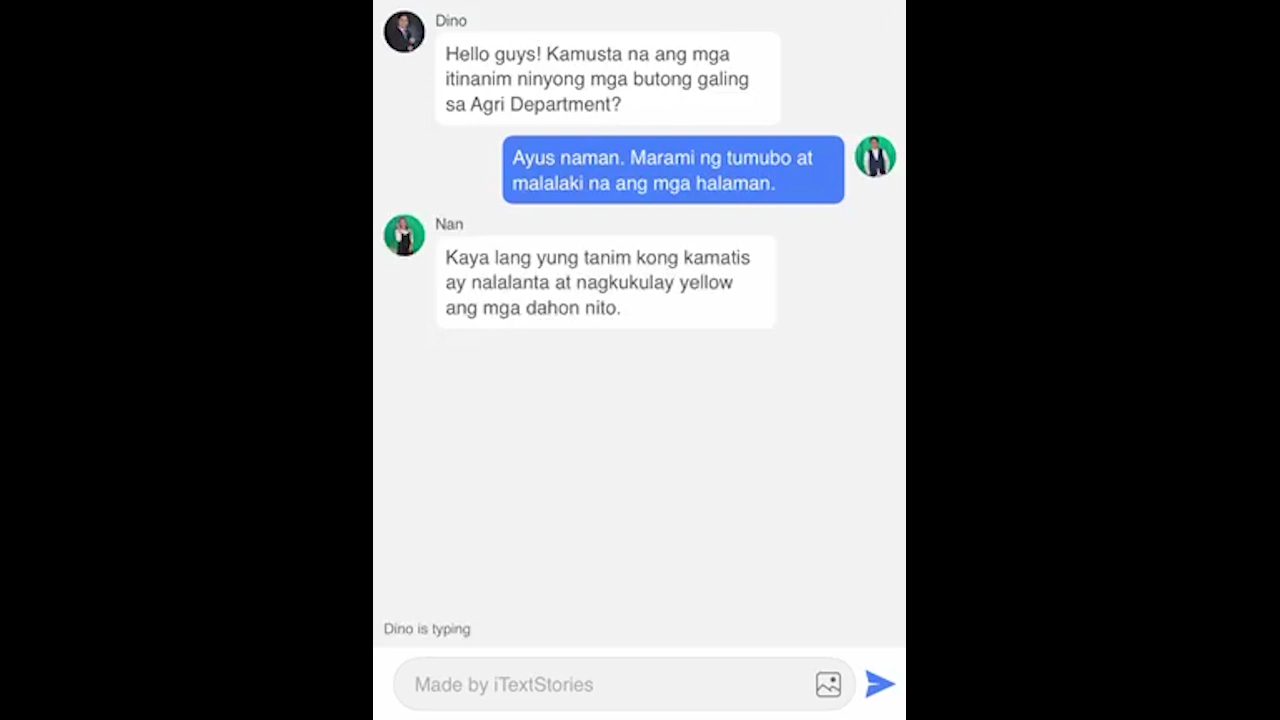 Dino
Hello guys! Kamusta na ang mga
itinanim ninyong mga butong galing
sa Agri Department?
Ayus naman. Marami ng tumubo at
malalaki na ang mga halaman.
Nan
Kaya lang yung tanim kong kamatis
ay nalalanta at nagkukulay yellow
ang mga dahon nito.
Dino is typing
Made by iTextStories